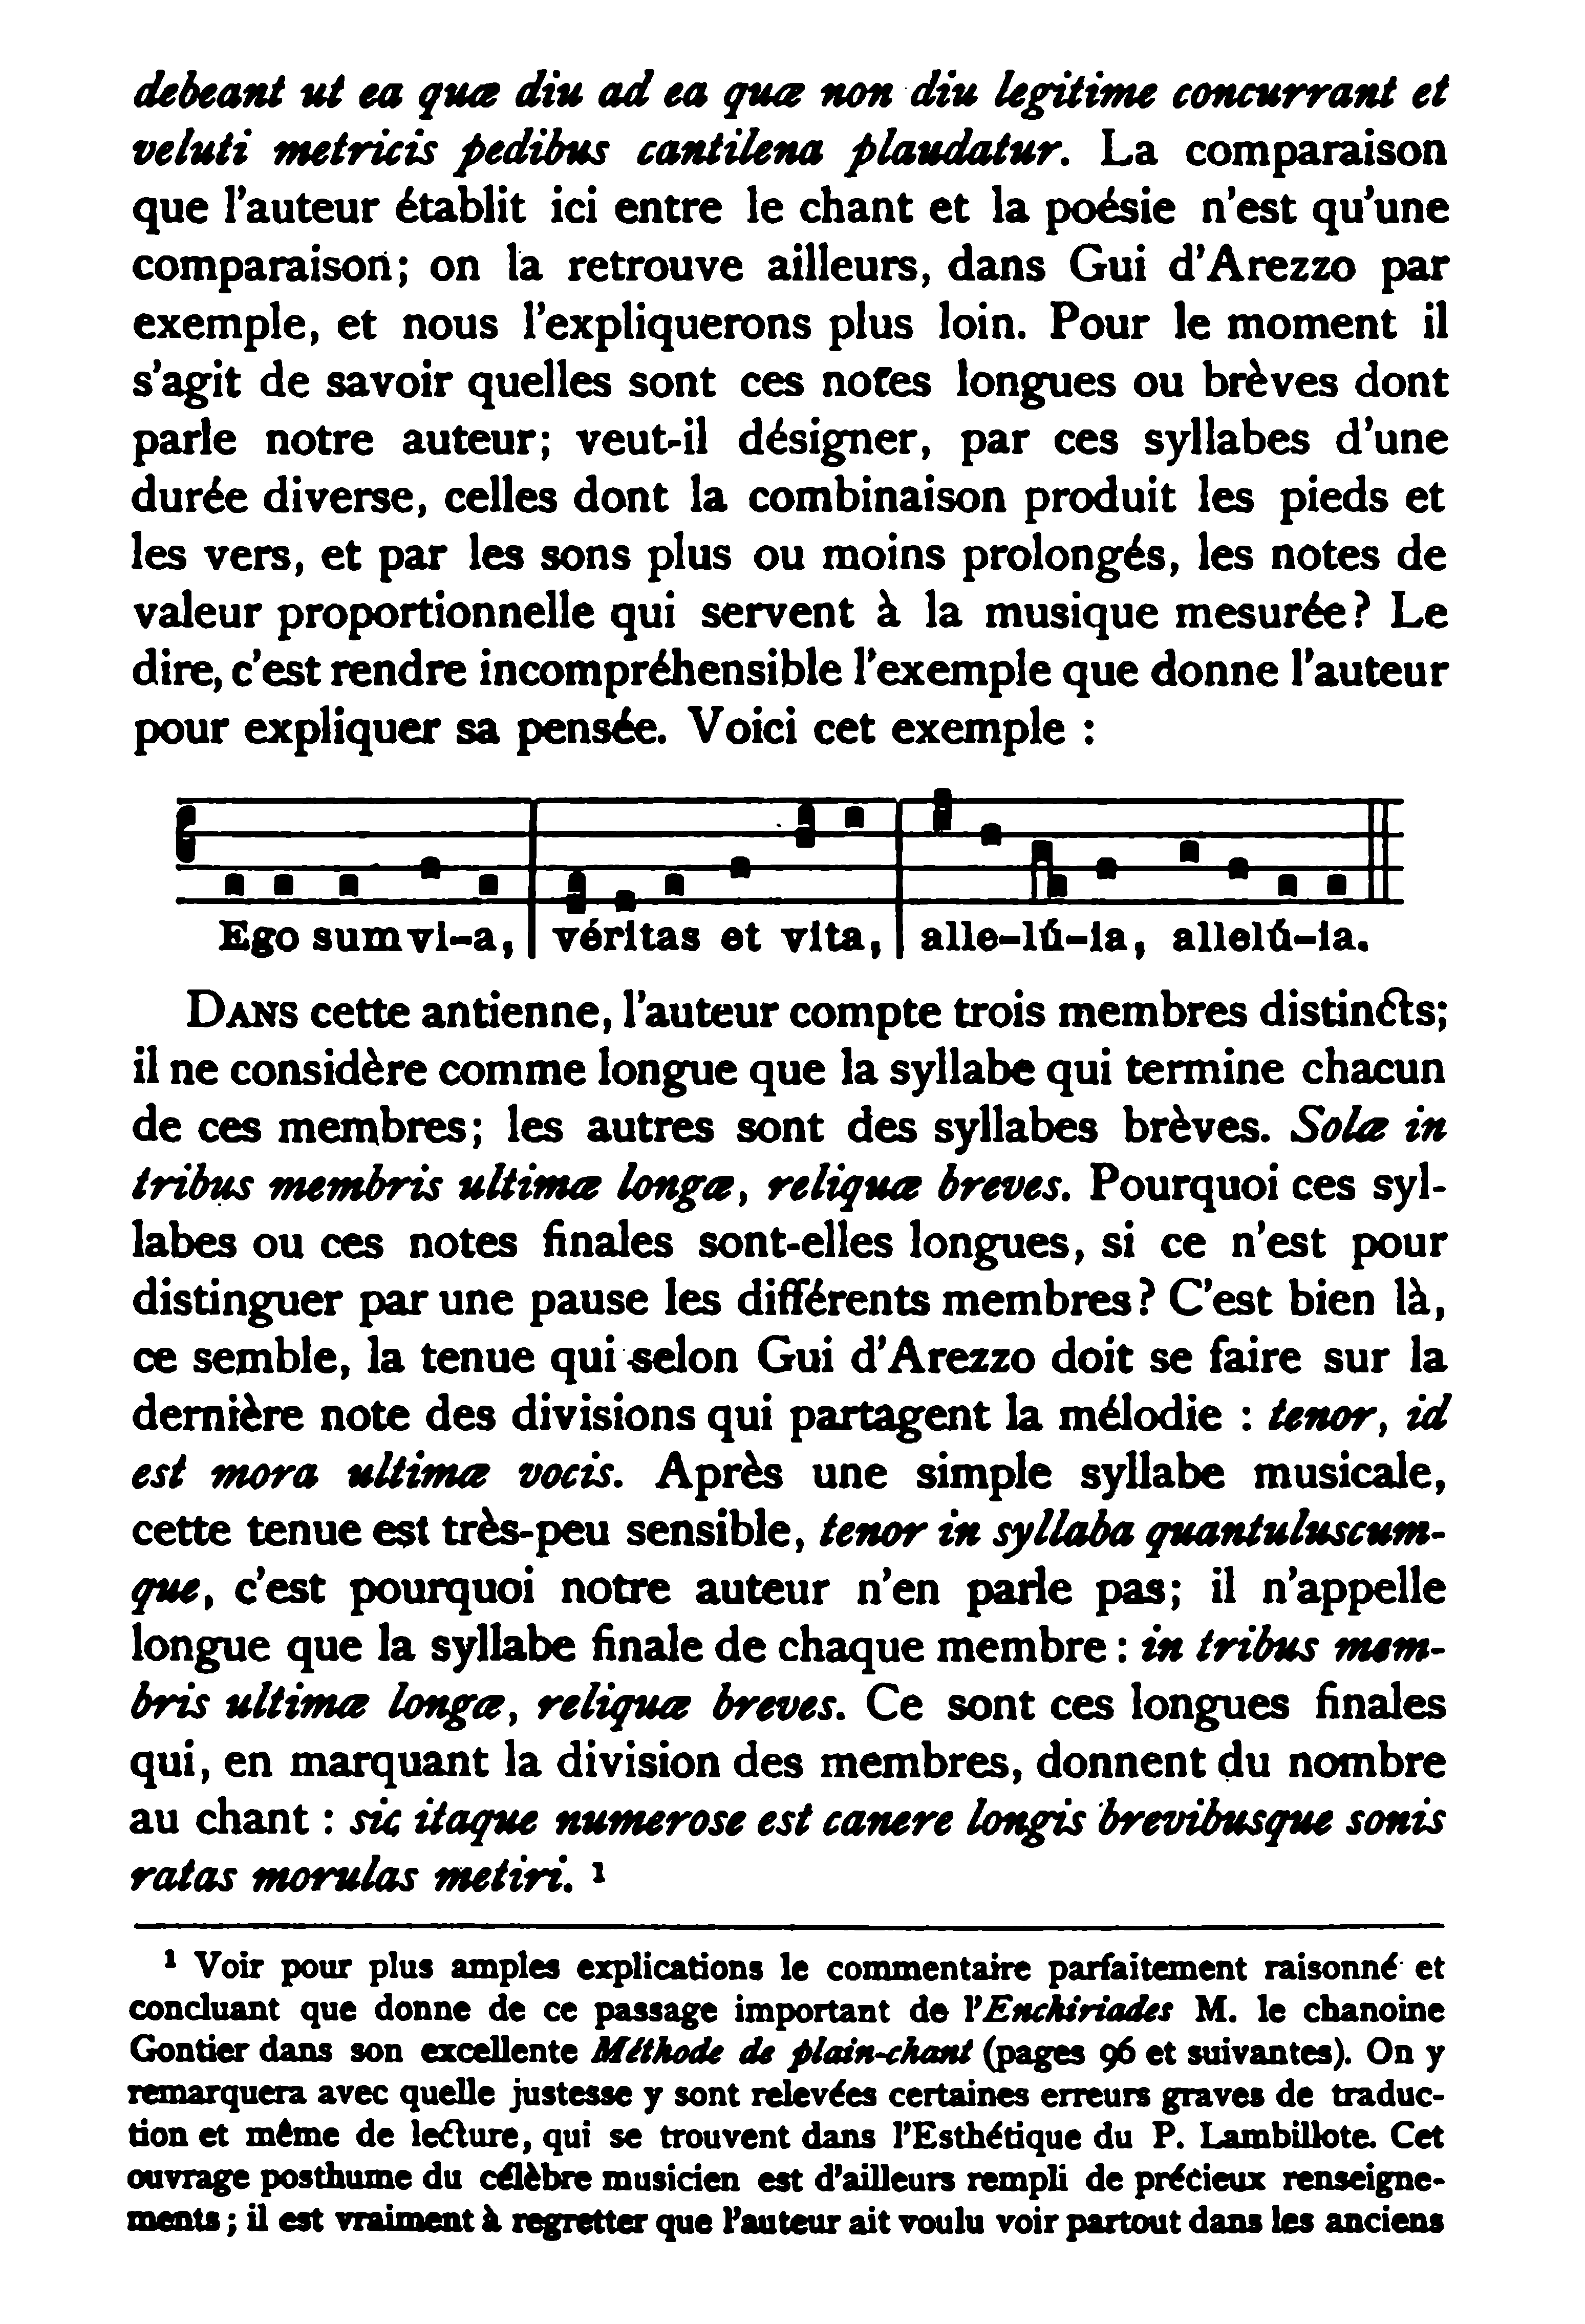 debeant ut ea quæ diu ad ea quæ non diu legitime concurrant et
veluti metricis pedibus cantilena plaudatur. La comparaison
que l'auteur établit ici entre le chant et la poésie n'est qu'une
comparaison; on la retrouve ailleurs, dans Gui d'Arezzo par
exemple, et nous l'expliquerons plus loin. Pour le moment il
s'agit de savoir quelles sont ces notes longues ou brèves dont
parle notre auteur; veut-il désigner, par ces syllabes d'une
durée diverse, celles dont la combinaison produit les pieds et
les vers, et par les sons plus ou moins prolongés, les notes de
valeur proportionnelle qui servent à la musique mesurée? Le
dire, c'est rendre incompréhensible l'exemple que donne l'auteur
pour expliquer sa pensée. Voici cet exemple :
Ego sum vi-a, véritas et vita, alle-lú-ia, allelú-ia.
DANS cette antienne, l'auteur compte trois membres distincts;
il ne considère comme longue que la syllabe qui termine chacun
de ces membres; les autres sont des syllabes brèves. Solæ in
tribus membris ultimæ longæ, reliquæ breves. Pourquoi ces syl-
labes ou ces notes finales sont-elles longues, si ce n'est pour
distinguer par une pause les différents membres? C'est bien là,
ce semble, la tenue qui selon Gui d'Arezzo doit se faire sur la
dernière note des divisions qui partagent la mélodie : tenor, id
est mora ultimæ vocis. Après une simple syllabe musicale,
cette tenue est très-peu sensible, tenor in syllaba quantuluscum-
que, c'est pourquoi notre auteur n'en parle pas; il n'appelle
longue que la syllabe finale de chaque membre : in tribus mem-
bris ultimæ longæ, reliquæ breves. Ce sont ces longues finales
qui, en marquant la division des membres, donnent du nombre
au chant : sic itaque numerose est canere longis brevibusque sonis
ratas morulas metiri. ¹
¹ Voir pour plus amples explications le commentaire parfaitement raisonné et
concluant que donne de ce passage important de l'Enchiriades M. le chanoine
Gontier dans son excellente Méthode de plain-chant (pages 96 et suivantes). On y
remarquera avec quelle justesse y sont relevées certaines erreurs graves de traduc-
tion et même de lecture, qui se trouvent dans l'Esthétique du P. Lambillote. Cet
ouvrage posthume du célèbre musicien est d'ailleurs rempli de précieux renseigne-
ments ; il est vraiment à regretter que l'auteur ait voulu voir partout dans les anciens